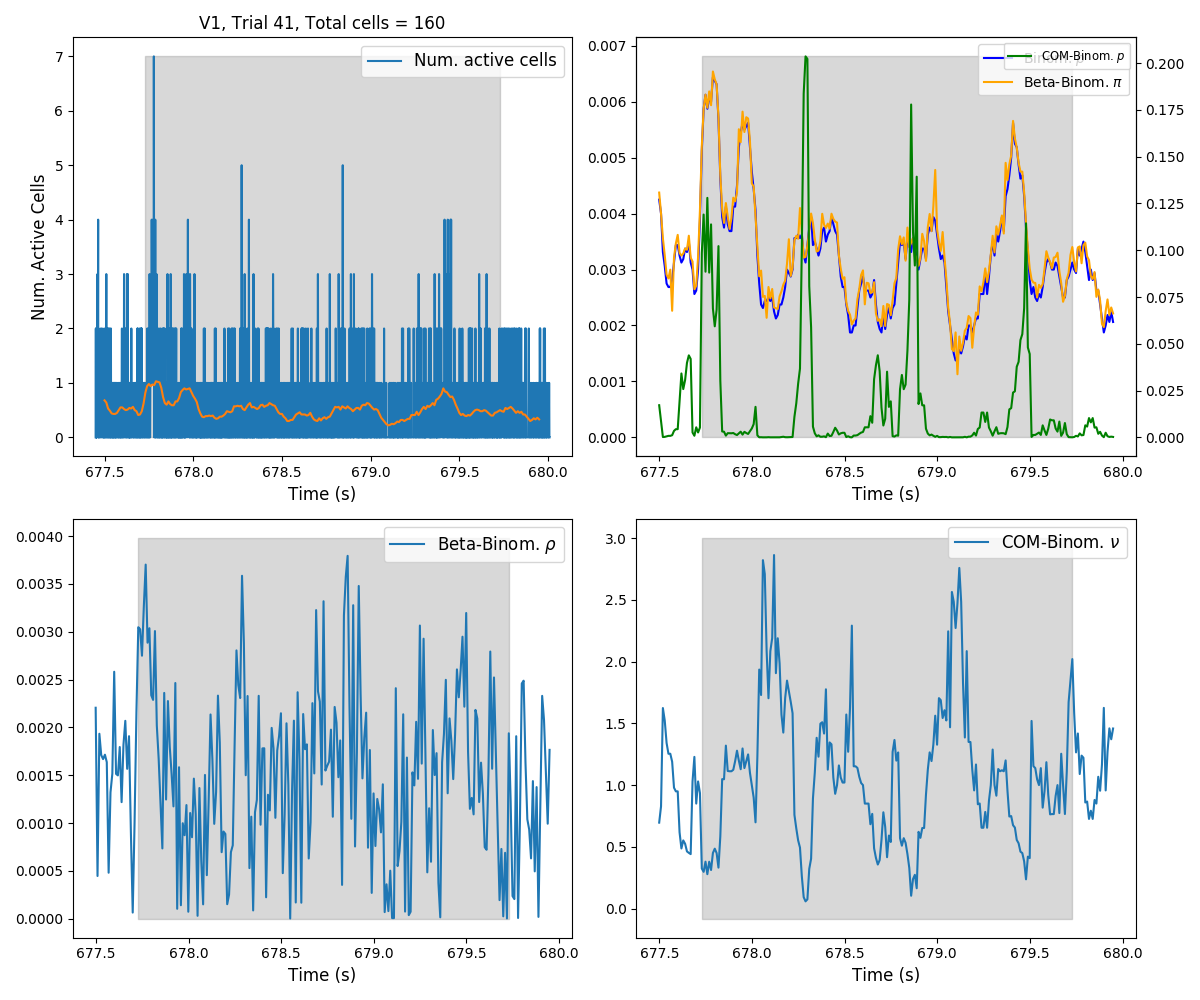 V1, Trial 41, Total cells = 160
Num. active cells
7
6
5
4
3
2
1
0
Num. Active Cells
677.5 678.0 678.5 679.0 679.5 680.0
Time (s)
COM-Binom. p
Beta-Binom. π
0.007
0.006
0.005
0.004
0.003
0.002
0.001
0.000
0.200
0.175
0.150
0.125
0.100
0.075
0.050
0.025
0.000
677.5 678.0 678.5 679.0 679.5 680.0
Time (s)
Beta-Binom. ρ
0.0040
0.0035
0.0030
0.0025
0.0020
0.0015
0.0010
0.0005
0.0000
677.5 678.0 678.5 679.0 679.5 680.0
Time (s)
COM-Binom. ν
3.0
2.5
2.0
1.5
1.0
0.5
0.0
677.5 678.0 678.5 679.0 679.5 680.0
Time (s)